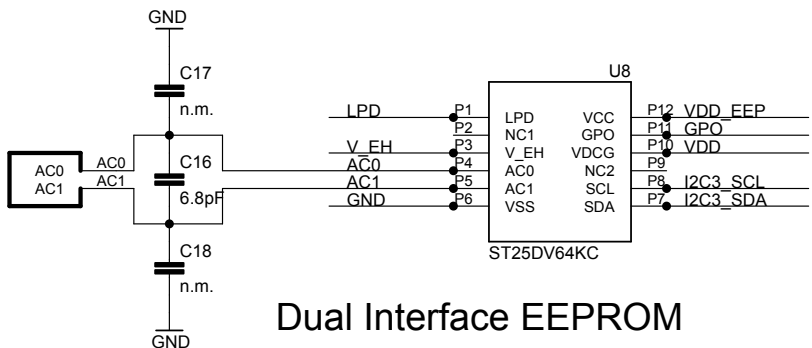 GND
C17
n.m.
U8
LPD P1 LPD VCC P12 VDD_EEP
P2 NC1 GPO P11 GPO
V_EH P3 V_EH VDCG P10 VDD
AC0 AC0 C16 AC0 P4 AC0 NC2 P9
AC1 AC1 6.8pF AC1 P5 AC1 SCL P8 I2C3_SCL
GND P6 VSS SDA P7 I2C3_SDA
C18
n.m.
ST25DV64KC
GND
Dual Interface EEPROM